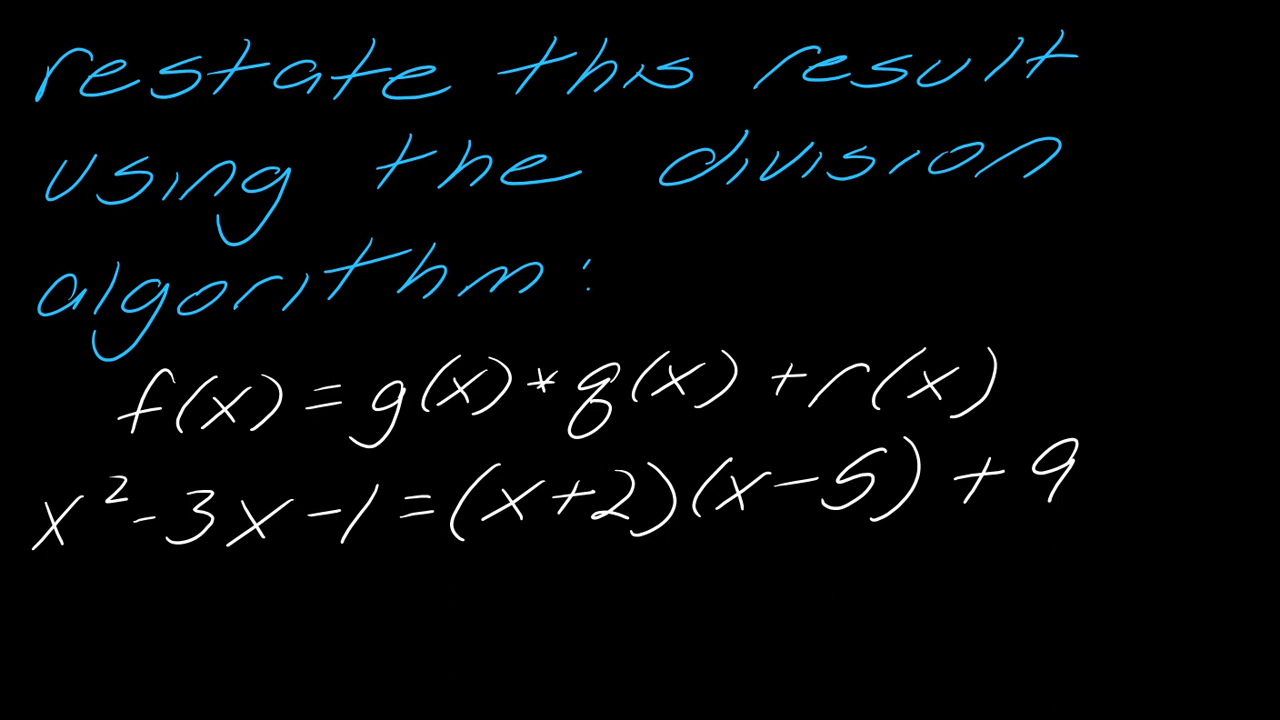 restate this result
using the division
algorithm:
f(x) = g(x) * q(x) + r(x)
x² - 3x - 1 = (x + 2)(x - 5) + 9